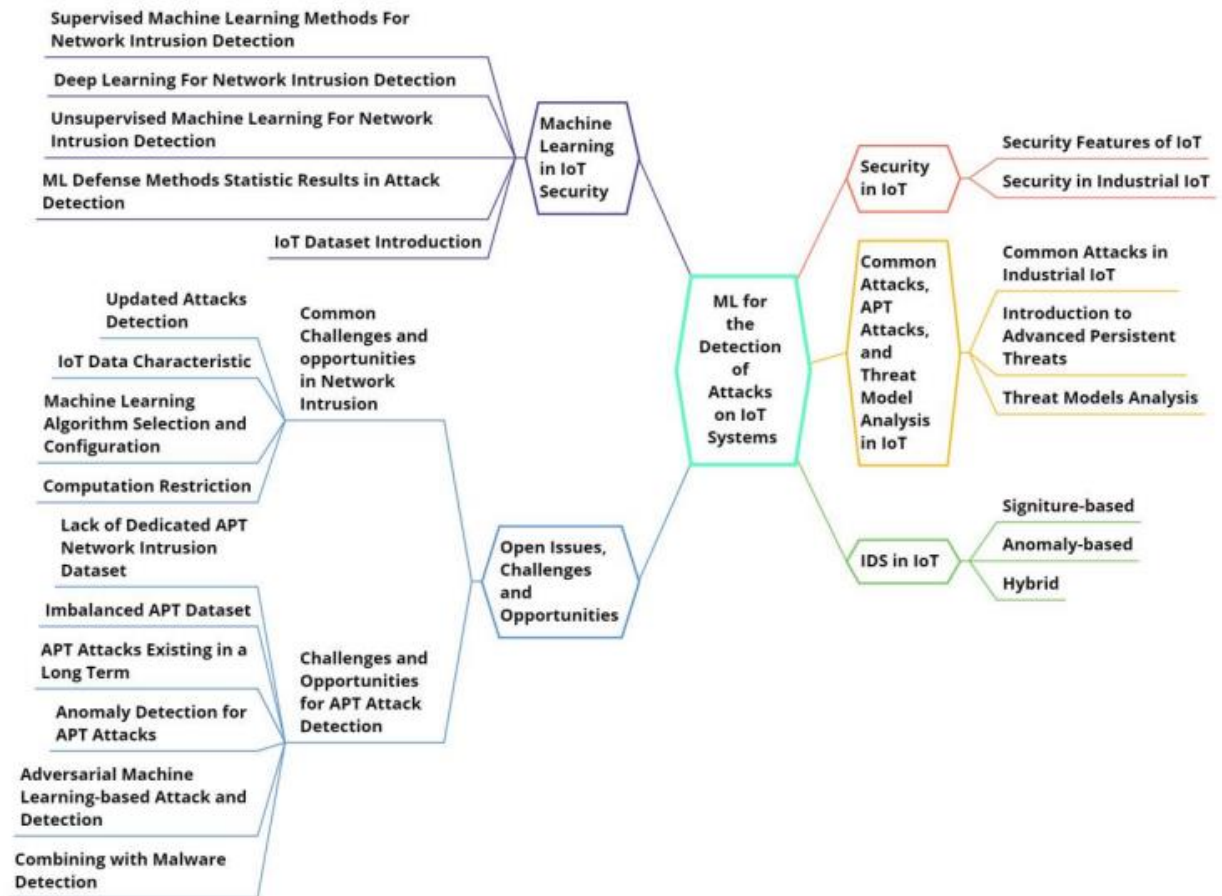 Supervised Machine Learning Methods For
Network Intrusion Detection
Deep Learning For Network Intrusion Detection
Unsupervised Machine Learning For Network
Intrusion Detection
ML Defense Methods Statistic Results in Attack
Detection
IoT Dataset Introduction
Machine
Learning
in IoT
Security
Updated Attacks
Detection
IoT Data Characteristic
Machine Learning
Algorithm Selection and
Configuration
Computation Restriction
Common
Challenges and
opportunities
in Network
Intrusion
Lack of Dedicated APT
Network Intrusion
Dataset
Imbalanced APT Dataset
APT Attacks Existing in a
Long Term
Anomaly Detection for
APT Attacks
Adversarial Machine
Learning-based Attack and
Detection
Combining with Malware
Detection
Challenges and
Opportunities
for APT Attack
Detection
Open Issues,
Challenges
and
Opportunities
ML for
the
Detection
of
Attacks
on IoT
Systems
Security
in IoT
Security Features of IoT
Security in Industrial IoT
Common
Attacks,
APT
Attacks,
and
Threat
Model
Analysis
in IoT
Common Attacks in
Industrial IoT
Introduction to
Advanced Persistent
Threats
Threat Models Analysis
IDS in IoT
Signiture-based
Anomaly-based
Hybrid